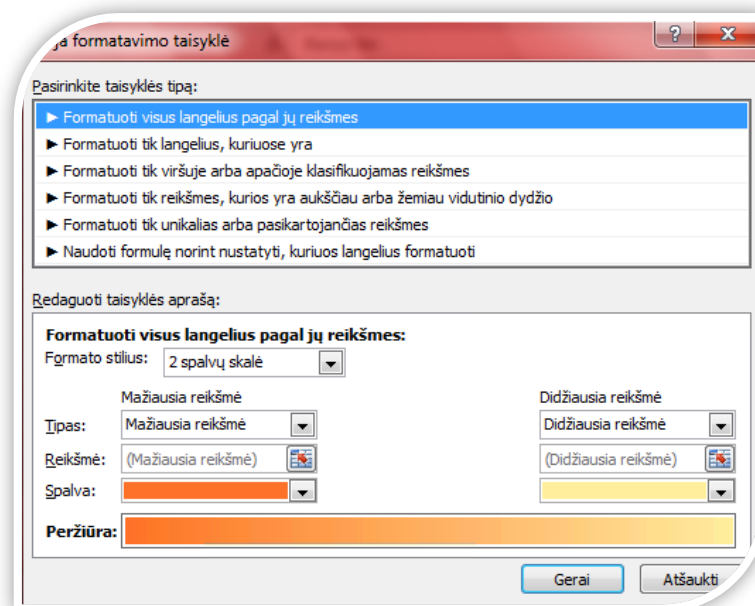 formatavimo taisyklė
Pasirinkite taisyklės tipą:
► Formatuoti visus langelius pagal jų reikšmes
► Formatuoti tik langelius, kuriuose yra
► Formatuoti tik viršuje arba apačioje klasifikuojamas reikšmes
► Formatuoti tik reikšmes, kurios yra aukščiau arba žemiau vidutinio dydžio
► Formatuoti tik unikalias arba pasikartojančias reikšmes
► Naudoti formulę norint nustatyti, kuriuos langelius formatuoti
Redaguoti taisyklės aprašą:
Formatuoti visus langelius pagal jų reikšmes:
Formato stilius: 2 spalvų skalė
Mažiausia reikšmė Didžiausia reikšmė
Tipas: Mažiausia reikšmė Didžiausia reikšmė
Reikšmė: (Mažiausia reikšmė) (Didžiausia reikšmė)
Spalva:
Peržiūra:
Gerai Atšaukti